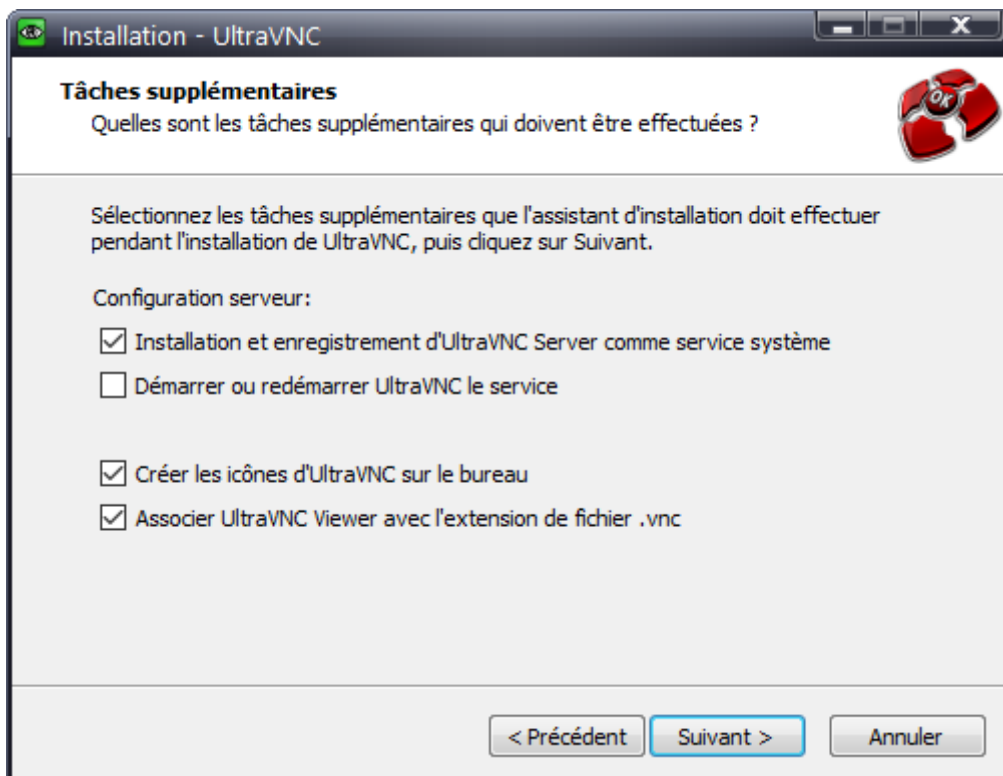 Installation - UltraVNC
Tâches supplémentaires
Quelles sont les tâches supplémentaires qui doivent être effectuées ?
OK
Sélectionnez les tâches supplémentaires que l'assistant d'installation doit effectuer
pendant l'installation de UltraVNC, puis cliquez sur Suivant.
Configuration serveur:
Installation et enregistrement d'UltraVNC Server comme service système
Démarrer ou redémarrer UltraVNC le service
Créer les icônes d'UltraVNC sur le bureau
Associer UltraVNC Viewer avec l'extension de fichier .vnc
< Précédent
Suivant >
Annuler